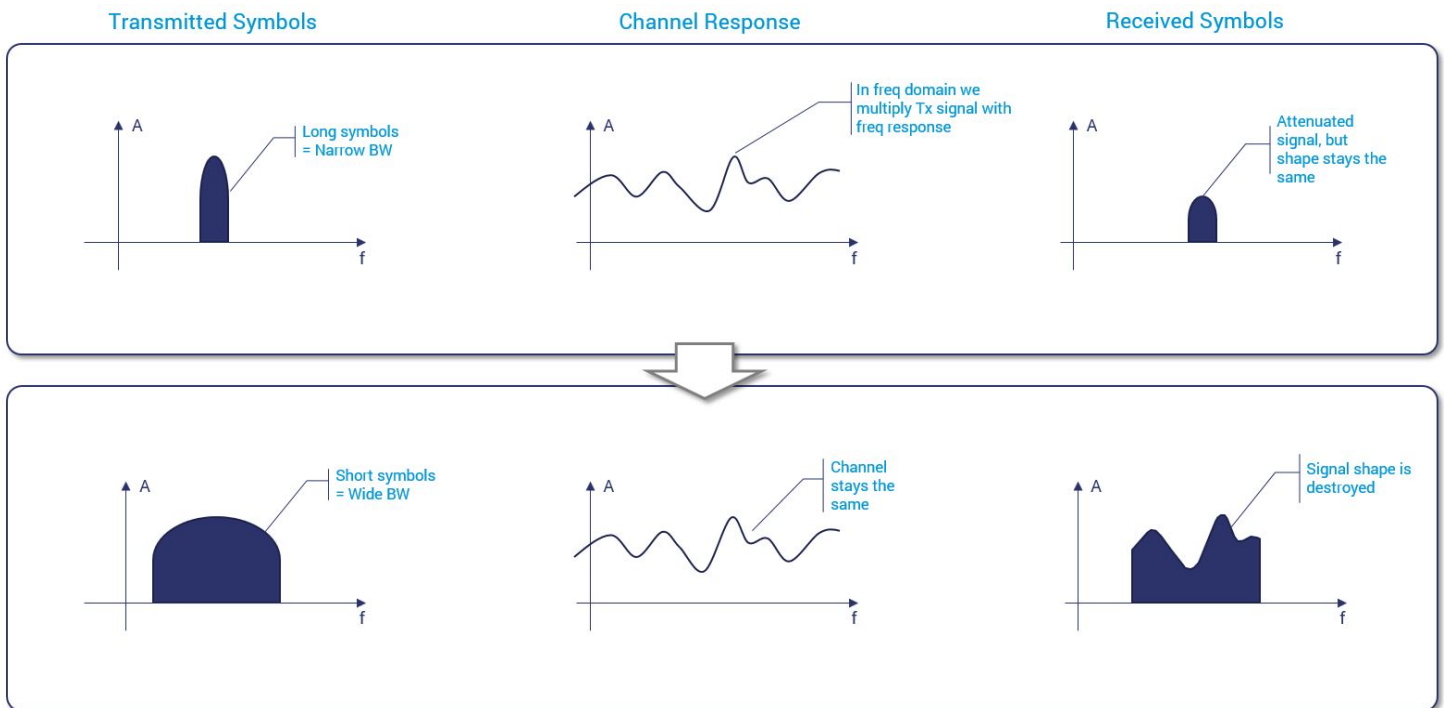 Transmitted Symbols
Channel Response
Received Symbols
A
Long symbols
= Narrow BW
f
A
In freq domain we
multiply Tx signal with
freq response
f
A
Attenuated
signal, but
shape stays the
same
f
A
Short symbols
= Wide BW
f
A
Channel
stays the
same
f
A
Signal shape is
destroyed
f